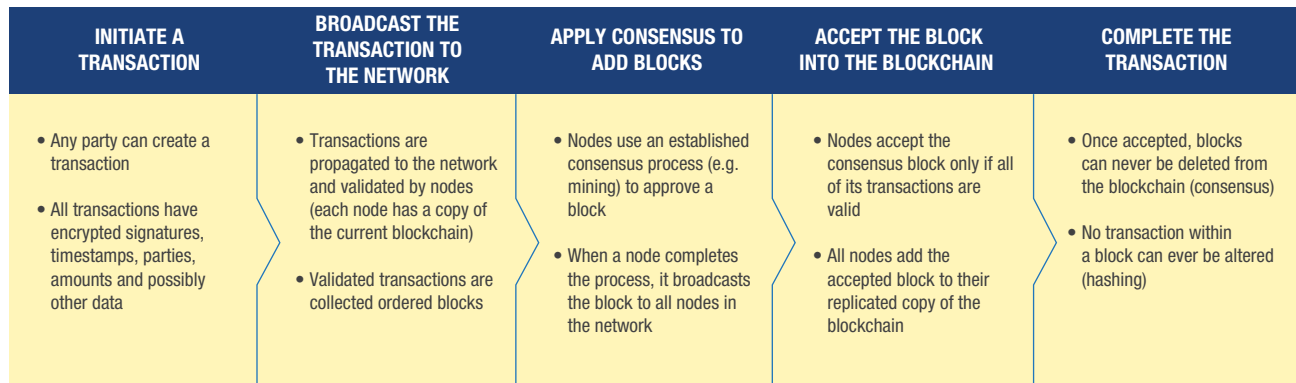 INITIATE A
TRANSACTION
BROADCAST THE
TRANSACTION TO
THE NETWORK
APPLY CONSENSUS TO
ADD BLOCKS
ACCEPT THE BLOCK
INTO THE BLOCKCHAIN
COMPLETE THE
TRANSACTION
• Any party can create a
transaction
• All transactions have
encrypted signatures,
timestamps, parties,
amounts and possibly
other data
• Transactions are
propagated to the network
and validated by nodes
(each node has a copy of
the current blockchain)
• Validated transactions are
collected ordered blocks
• Nodes use an established
consensus process (e.g.
mining) to approve a
block
• When a node completes
the process, it broadcasts
the block to all nodes in
the network
• Nodes accept the
consensus block only if all
of its transactions are
valid
• All nodes add the
accepted block to their
replicated copy of the
blockchain
• Once accepted, blocks
can never be deleted from
the blockchain (consensus)
• No transaction within
a block can ever be altered
(hashing)